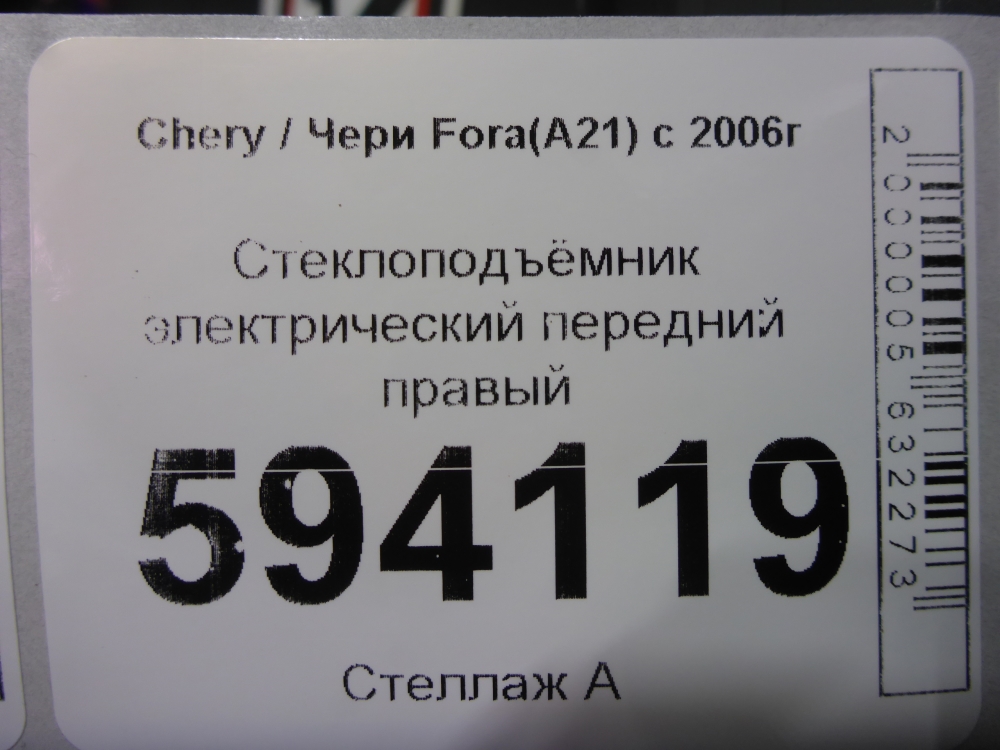 Chery / Чери Fora(A21) с 2006г
Стеклоподъёмник
электрический передний
правый
594119
Стеллаж А
2000005632273